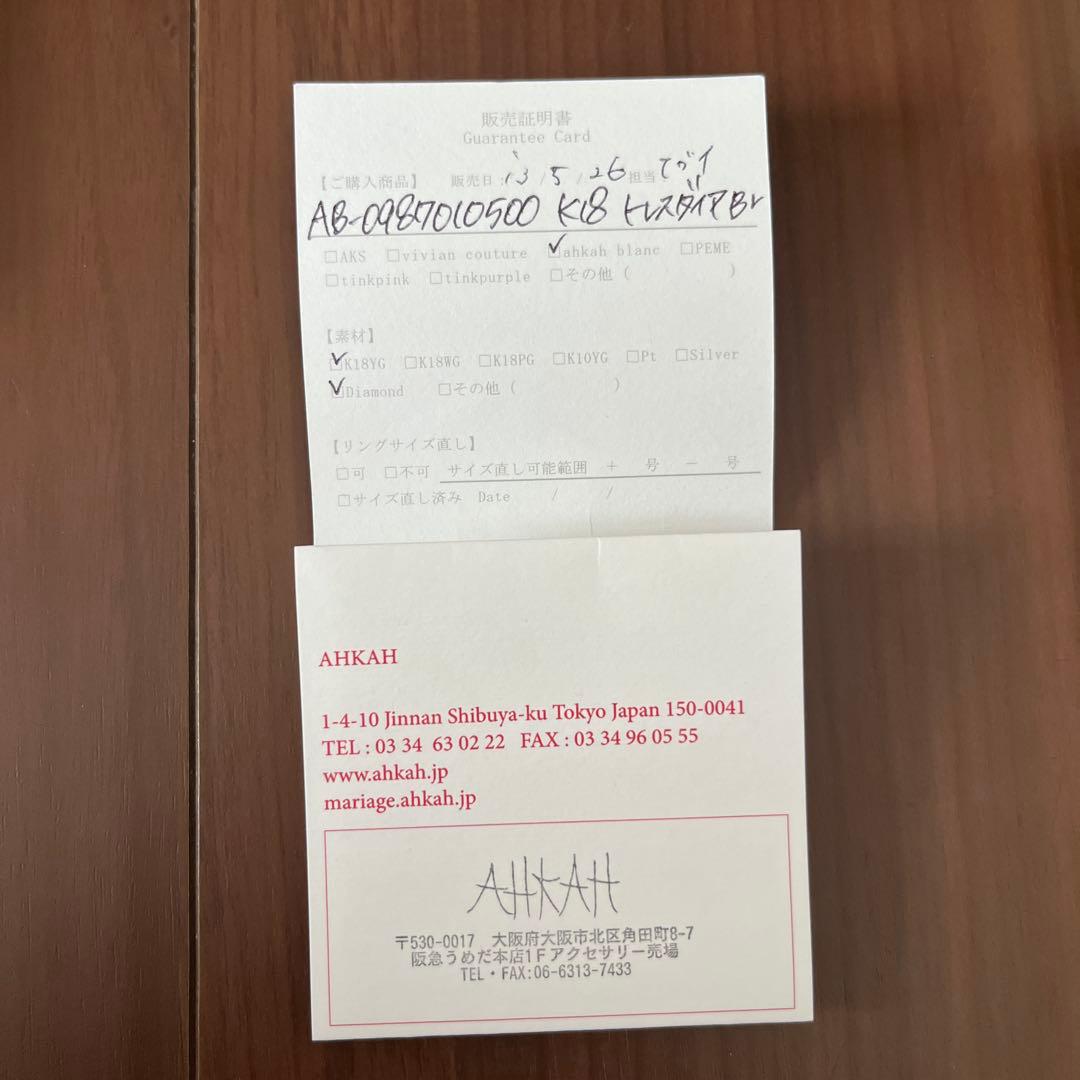 販売証明書
Guarantee Card
【ご購入商品】 販売日:13/5/26 担当:
AB-0987010500 K18 トレスダイアBr
□AKS □vivian couture ☑ahkah blanc □PEME
□tinkpink □tinkpurple □その他( )
【素材】
☑K18YG □K18WG □K18PG □K10YG □Pt □Silver
☑Diamond □その他( )
【リングサイズ直し】
□可 □不可 サイズ直し可能範囲 + 号 - 号
□サイズ直し済み Date / /
AHKAH
1-4-10 Jinnan Shibuya-ku Tokyo Japan 150-0041
TEL : 03 34 63 02 22 FAX : 03 34 96 05 55
www.ahkah.jp
mariage.ahkah.jp
AHKAH
〒530-0017 大阪府大阪市北区角田町8-7
阪急うめだ本店1Fアクセサリー売場
TEL・FAX:06-6313-7433